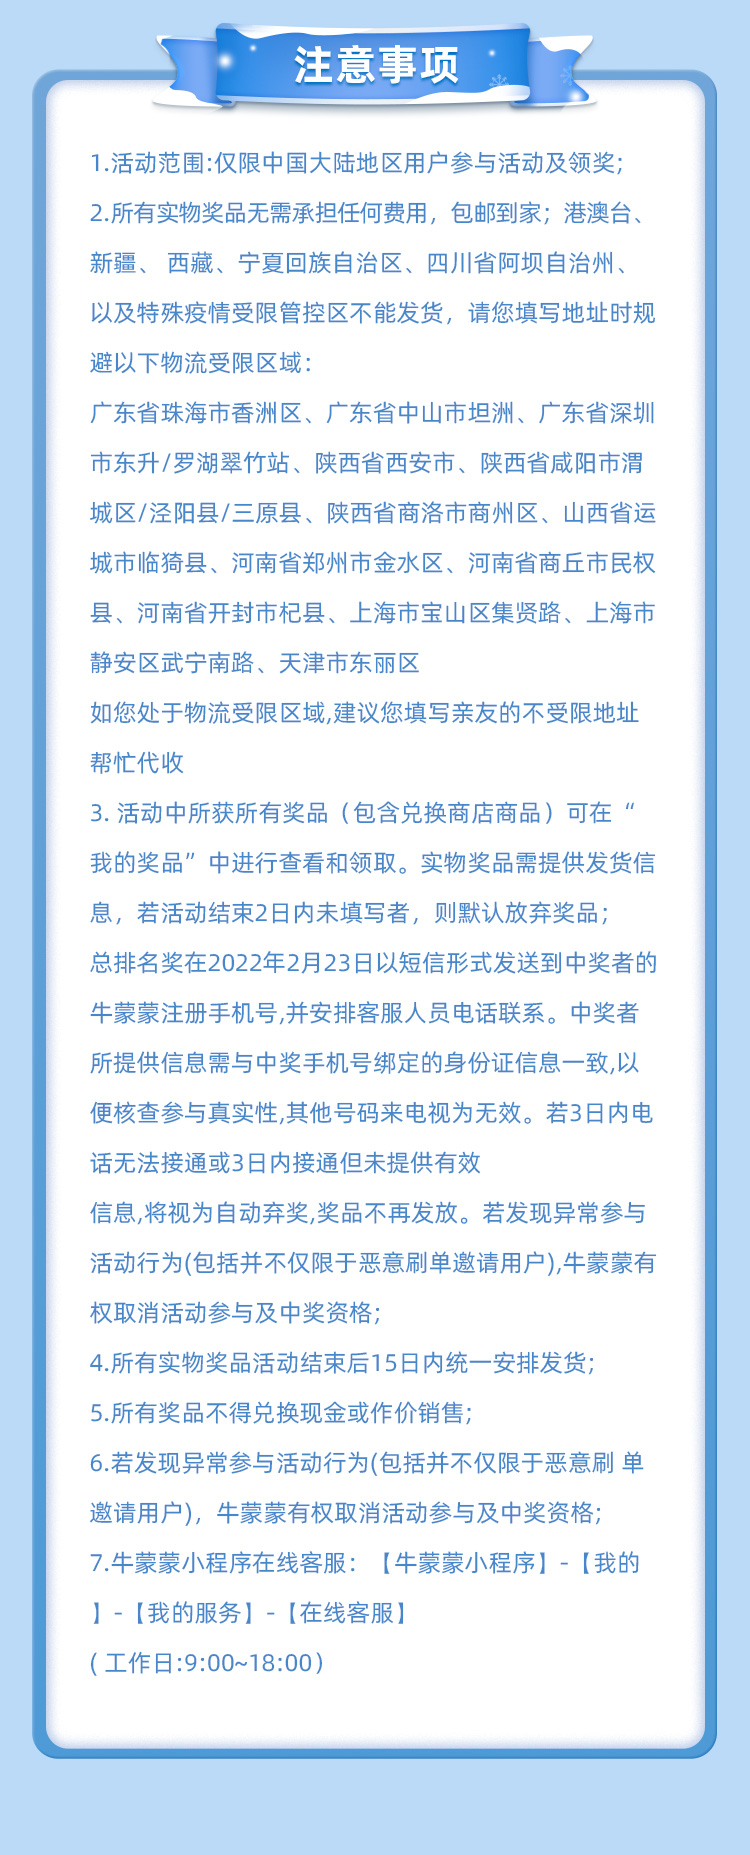 注意事项
1.活动范围:仅限中国大陆地区用户参与活动及领奖;
2.所有实物奖品无需承担任何费用，包邮到家；港澳台、
新疆、 西藏、宁夏回族自治区、四川省阿坝自治州、
以及特殊疫情受限管控区不能发货，请您填写地址时规
避以下物流受限区域：
广东省珠海市香洲区、广东省中山市坦洲、广东省深圳
市东升/罗湖翠竹站、陕西省西安市、陕西省咸阳市渭
城区/泾阳县/三原县、陕西省商洛市商州区、山西省运
城市临猗县、河南省郑州市金水区、河南省商丘市民权
县、河南省开封市杞县、上海市宝山区集贤路、上海市
静安区武宁南路、天津市东丽区
如您处于物流受限区域,建议您填写亲友的不受限地址
帮忙代收
3. 活动中所获所有奖品（包含兑换商店商品）可在“
我的奖品”中进行查看和领取。实物奖品需提供发货信
息，若活动结束2日内未填写者，则默认放弃奖品；
总排名奖在2022年2月23日以短信形式发送到中奖者的
牛蒙蒙注册手机号,并安排客服人员电话联系。中奖者
所提供信息需与中奖手机号绑定的身份证信息一致,以
便核查参与真实性,其他号码来电视为无效。若3日内电
话无法接通或3日内接通但未提供有效
信息,将视为自动弃奖,奖品不再发放。若发现异常参与
活动行为(包括并不仅限于恶意刷单邀请用户),牛蒙蒙有
权取消活动参与及中奖资格；
4.所有实物奖品活动结束后15日内统一安排发货;
5.所有奖品不得兑换现金或作价销售;
6.若发现异常参与活动行为(包括并不仅限于恶意刷 单
邀请用户)，牛蒙蒙有权取消活动参与及中奖资格;
7.牛蒙蒙小程序在线客服：【牛蒙蒙小程序】-【我的
】-【我的服务】-【在线客服】
( 工作日:9:00~18:00）